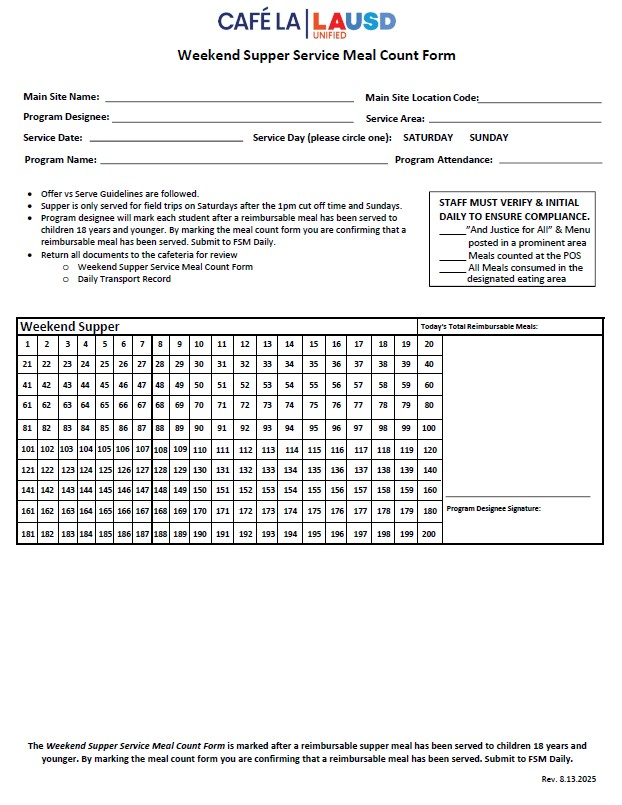 CAFÉ LA LAUSD
UNIFIED
Weekend Supper Service Meal Count Form
Main Site Name: Main Site Location Code:
Program Designee: Service Area:
Service Date: Service Day (please circle one): SATURDAY SUNDAY
Program Name: Program Attendance:
• Offer vs Serve Guidelines are followed.
• Supper is only served for field trips on Saturdays after the 1pm cut off time and Sundays.
• Program designee will mark each student after a reimbursable meal has been served to
children 18 years and younger. By marking the meal count form you are confirming that a
reimbursable meal has been served. Submit to FSM Daily.
• Return all documents to the cafeteria for review
o Weekend Supper Service Meal Count Form
o Daily Transport Record
STAFF MUST VERIFY & INITIAL
DAILY TO ENSURE COMPLIANCE.
_____"And Justice for All" & Menu
posted in a prominent area
_____ Meals counted at the POS
_____ All Meals consumed in the
designated eating area
Weekend Supper Today's Total Reimbursable Meals:
1 2 3 4 5 6 7 8 9 10 11 12 13 14 15 16 17 18 19 20
21 22 23 24 25 26 27 28 29 30 31 32 33 34 35 36 37 38 39 40
41 42 43 44 45 46 47 48 49 50 51 52 53 54 55 56 57 58 59 60
61 62 63 64 65 66 67 68 69 70 71 72 73 74 75 76 77 78 79 80
81 82 83 84 85 86 87 88 89 90 91 92 93 94 95 96 97 98 99 100
101 102 103 104 105 106 107 108 109 110 111 112 113 114 115 116 117 118 119 120
121 122 123 124 125 126 127 128 129 130 131 132 133 134 135 136 137 138 139 140
141 142 143 144 145 146 147 148 149 150 151 152 153 154 155 156 157 158 159 160
161 162 163 164 165 166 167 168 169 170 171 172 173 174 175 176 177 178 179 180
Program Designee Signature:
181 182 183 184 185 186 187 188 189 190 191 192 193 194 195 196 197 198 199 200
The Weekend Supper Service Meal Count Form is marked after a reimbursable supper meal has been served to children 18 years and
younger. By marking the meal count form you are confirming that a reimbursable meal has been served. Submit to FSM Daily.
Rev. 8.13.2025